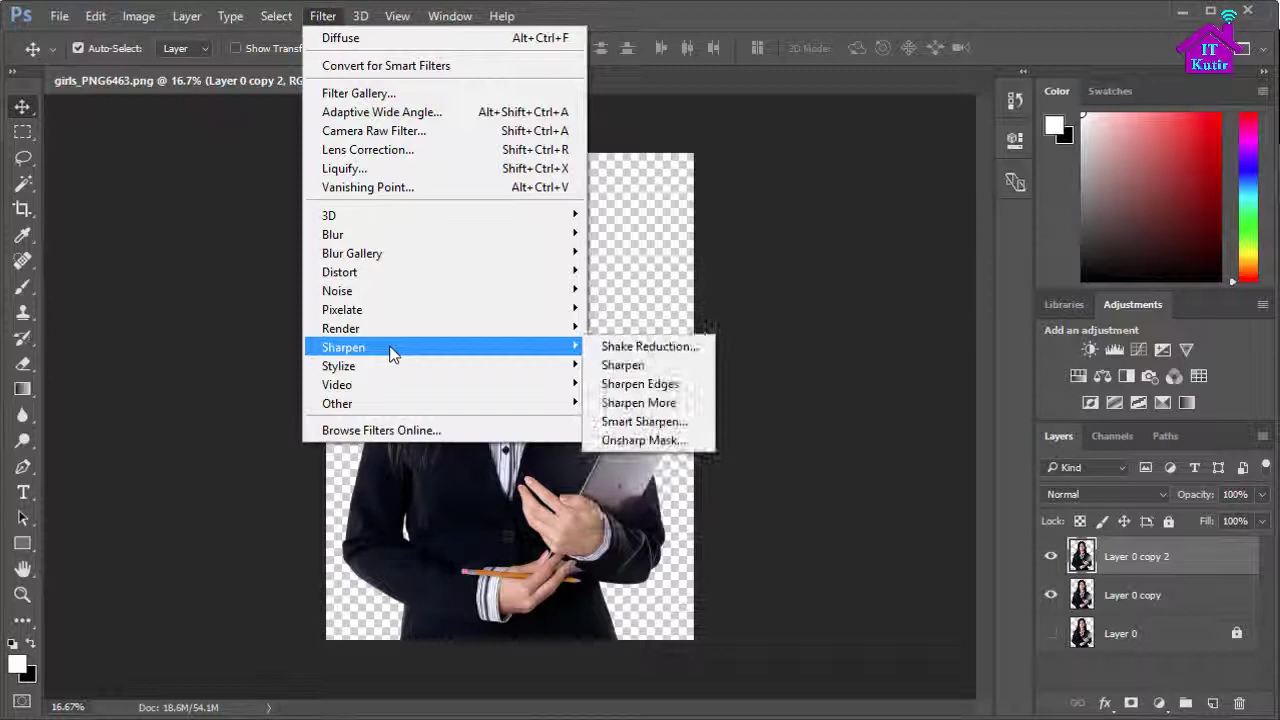 Ps File Edit Image Layer Type Select Filter 3D View Window Help
Auto-Select: Layer Show Transf 3D Mode:
IT
Kutir
girls_PNG6463.png @ 16.7% (Layer 0 copy 2, RG
Diffuse Alt+Ctrl+F
Convert for Smart Filters
Filter Gallery...
Adaptive Wide Angle... Alt+Shift+Ctrl+A
Camera Raw Filter... Shift+Ctrl+A
Lens Correction... Shift+Ctrl+R
Liquify... Shift+Ctrl+X
Vanishing Point... Alt+Ctrl+V
3D
Blur
Blur Gallery
Distort
Noise
Pixelate
Render
Sharpen
Stylize
Video
Other
Browse Filters Online...
Shake Reduction...
Sharpen
Sharpen Edges
Sharpen More
Smart Sharpen...
Unsharp Mask...
Color Swatches
Libraries Adjustments
Add an adjustment
Layers Channels Paths
Kind
Normal Opacity: 100%
Lock: Fill: 100%
Layer 0 copy 2
Layer 0 copy
Layer 0
16.67% Doc: 18.6M/54.1M